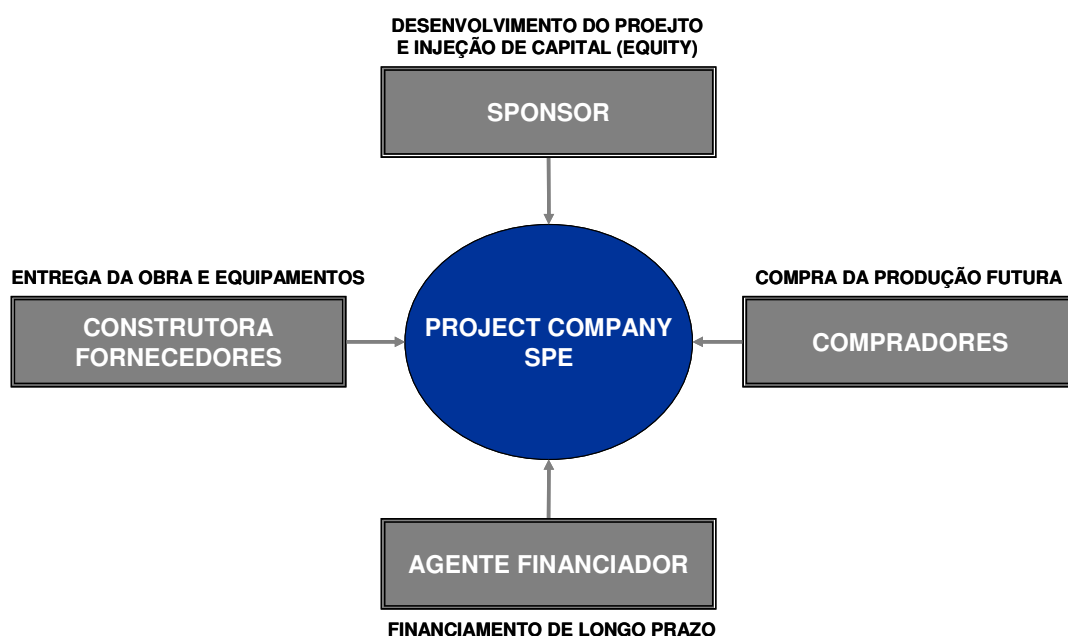 DESENVOLVIMENTO DO PROEJTO
E INJEÇÃO DE CAPITAL (EQUITY)
SPONSOR
ENTREGA DA OBRA E EQUIPAMENTOS
CONSTRUTORA
FORNECEDORES
PROJECT COMPANY
SPE
COMPRA DA PRODUÇÃO FUTURA
COMPRADORES
AGENTE FINANCIADOR
FINANCIAMENTO DE LONGO PRAZO